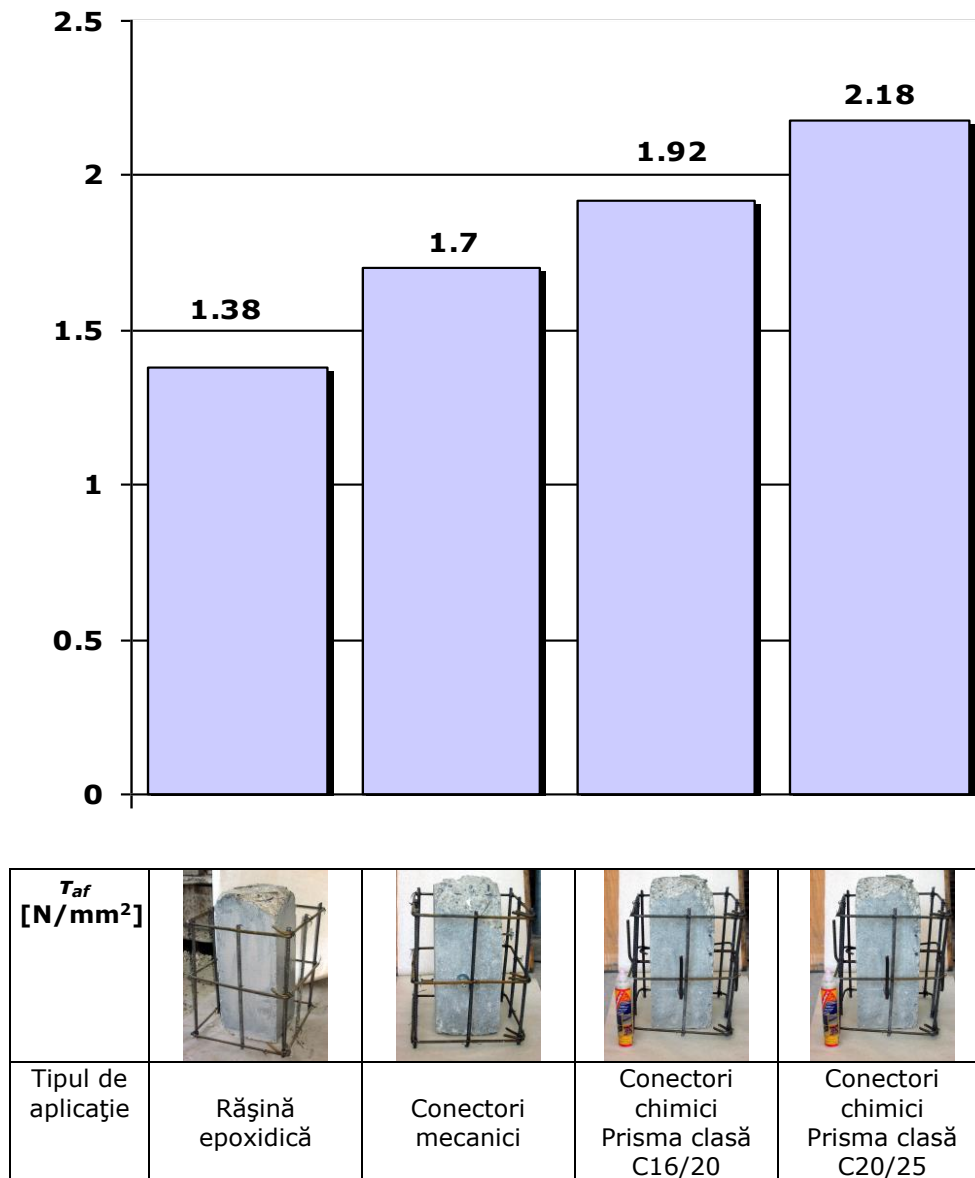 2.5
2.18
1.92
2
1.7
1.38
1.5
1
0.5
0
τaf
[N/mm²]
Tipul de
aplicaţie
Răşină
epoxidică
Conectori
mecanici
Conectori
chimici
Prisma clasă
C16/20
Conectori
chimici
Prisma clasă
C20/25